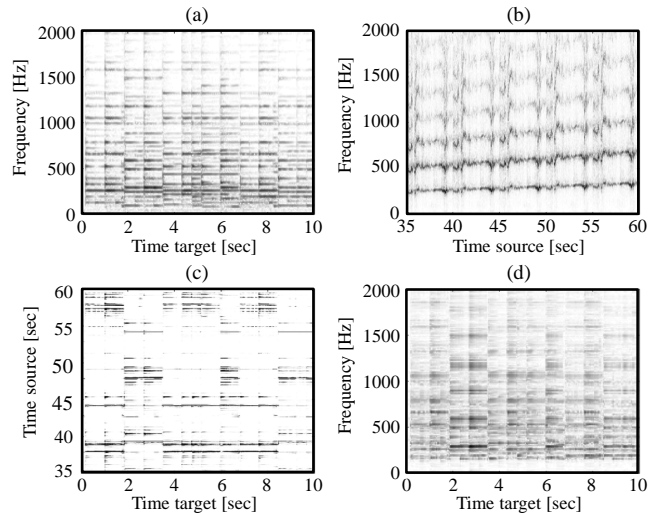 (a)
2000
1500
1000
500
0
Frequency [Hz]
0 2 4 6 8 10
Time target [sec]
(b)
2000
1500
1000
500
0
Frequency [Hz]
35 40 45 50 55 60
Time source [sec]
(c)
60
55
50
45
40
35
Time source [sec]
0 2 4 6 8 10
Time target [sec]
(d)
2000
1500
1000
500
0
Frequency [Hz]
0 2 4 6 8 10
Time target [sec]